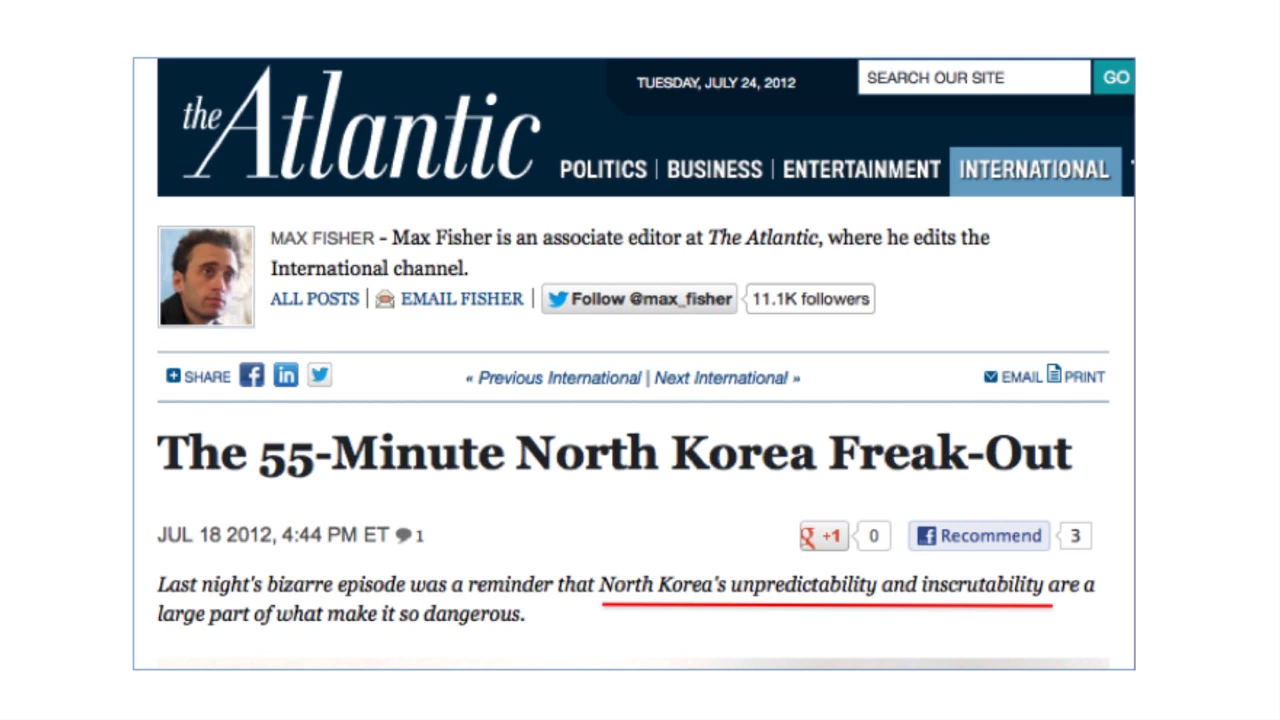 the Atlantic
TUESDAY, JULY 24, 2012
SEARCH OUR SITE
GO
POLITICS | BUSINESS | ENTERTAINMENT INTERNATIONAL
MAX FISHER - Max Fisher is an associate editor at The Atlantic, where he edits the
International channel.
ALL POSTS | EMAIL FISHER | Follow @max_fisher 11.1K followers
SHARE f in « Previous International | Next International » EMAIL PRINT
The 55-Minute North Korea Freak-Out
JUL 18 2012, 4:44 PM ET 1 g +1 0 f Recommend 3
Last night's bizarre episode was a reminder that North Korea's unpredictability and inscrutability are a
large part of what make it so dangerous.